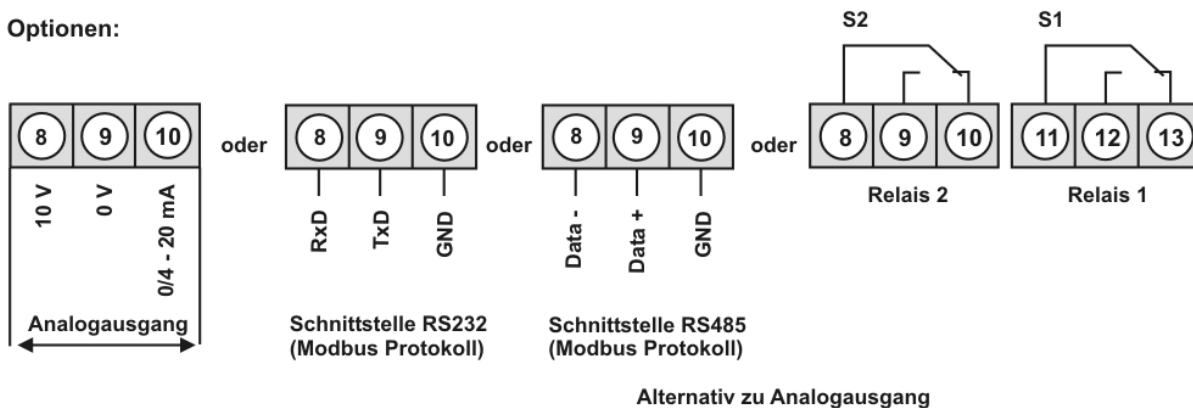 Optionen:
S2
S1
8 9 10 oder 8 9 10 oder 8 9 10 oder 8 9 10 11 12 13
10 V
0 V
0/4 - 20 mA
RxD
TxD
GND
Data -
Data +
GND
Relais 2
Relais 1
Analogausgang
Schnittstelle RS232
(Modbus Protokoll)
Schnittstelle RS485
(Modbus Protokoll)
Alternativ zu Analogausgang